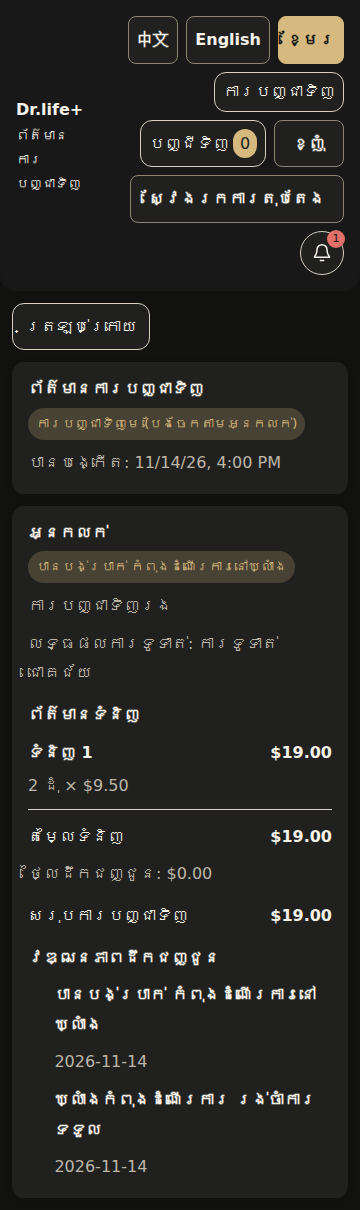 中文
English
ខ្មែរ
ការបញ្ជាទិញ
Dr.life+
ព័ត៌មាន
ការ
បញ្ជាទិញ
បញ្ជីទិញ 0
ខ្ញុំ
ស្វែងរកការតុបតែង
1
ត្រឡប់ក្រោយ
ព័ត៌មានការបញ្ជាទិញ
ការបញ្ជាទិញមេ (បែងចែកតាមអ្នកលក់)
បានបង្កើត: 11/14/26, 4:00 PM
អ្នកលក់
បានបង់ប្រាក់ កំពុងដំណើរការនៅឃ្លាំង
ការបញ្ជាទិញរង
លទ្ធផលការទូទាត់: ការទូទាត់
ជោគជ័យ
ព័ត៌មានទំនិញ
ទំនិញ 1 $19.00
2 ដុំ × $9.50
តម្លៃទំនិញ $19.00
ថ្លៃដឹកជញ្ជូន: $0.00
សរុបការបញ្ជាទិញ $19.00
វឌ្ឍនភាពដឹកជញ្ជូន
បានបង់ប្រាក់ កំពុងដំណើរការនៅ
ឃ្លាំង
2026-11-14
ឃ្លាំងកំពុងដំណើរការ រង់ចាំការ
ទទួល
2026-11-14